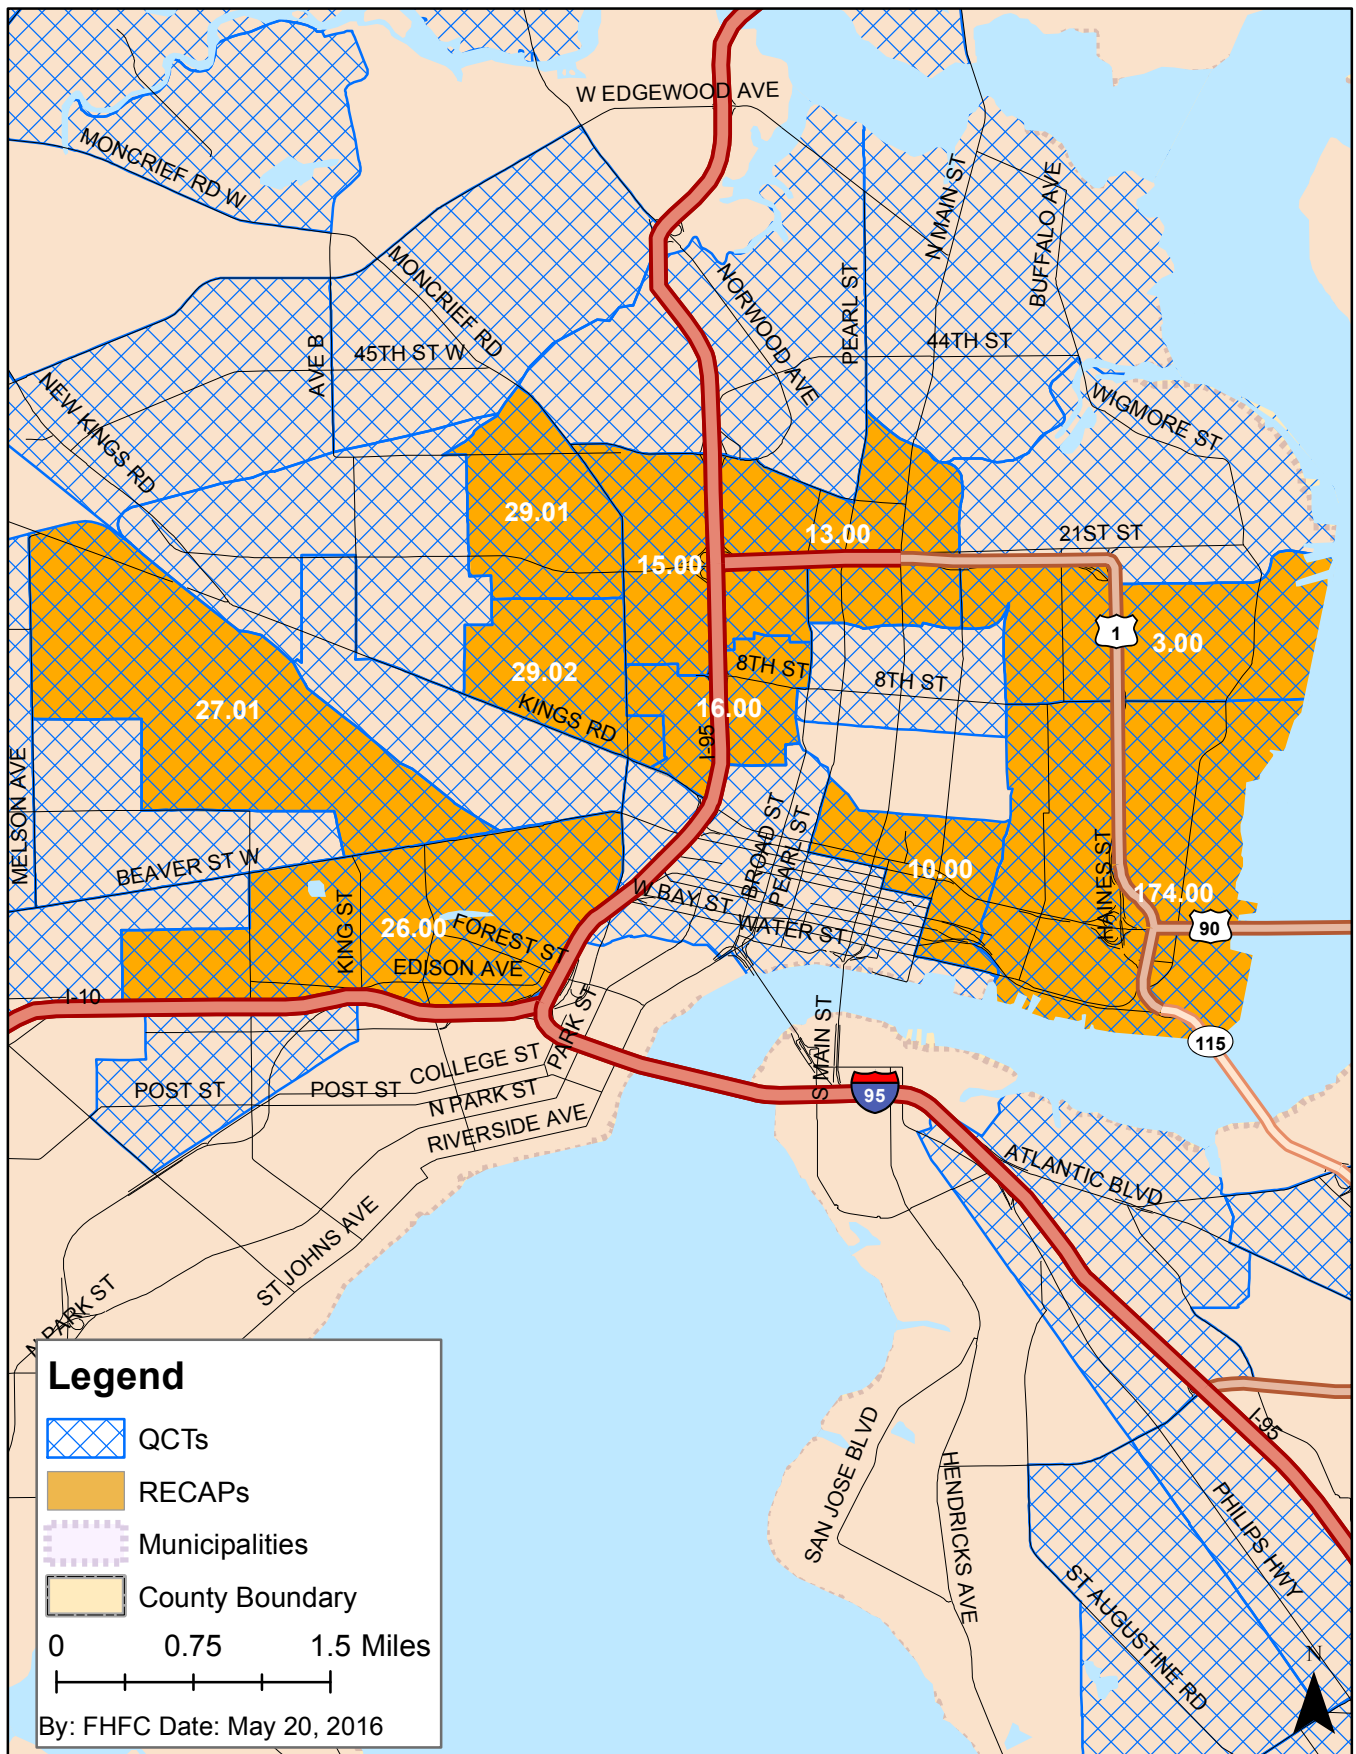 W EDGEWOOD AVE
MONCRIEF RD W
N MAIN ST
BUFFALO AVE
MONCRIEF RD
NORWOOD AVE
PEARL ST
44TH ST
45TH ST W
AVE B
NEW KINGS RD
WIGMORE ST
29.01
13.00
21ST ST
15.00
1
3.00
8TH ST
8TH ST
29.02
27.01
16.00
KINGS RD
I-95
MELSON AVE
BROAD ST
PEARL ST
HAINES ST
BEAVER ST W
10.00
174.00
W BAY ST
KING ST
26.00
FOREST ST
WATER ST
90
EDISON AVE
I-10
PARK ST
S MAIN ST
115
COLLEGE ST
POST ST
POST ST
N PARK ST
95
RIVERSIDE AVE
ATLANTIC BLVD
ST JOHNS AVE
N PARK ST
SAN JOSE BLVD
HENDRICKS AVE
I-95
PHILIPS HWY
ST AUGUSTINE RD
N
Legend
QCTs
RECAPs
Municipalities
County Boundary
0 0.75 1.5 Miles
By: FHFC Date: May 20, 2016